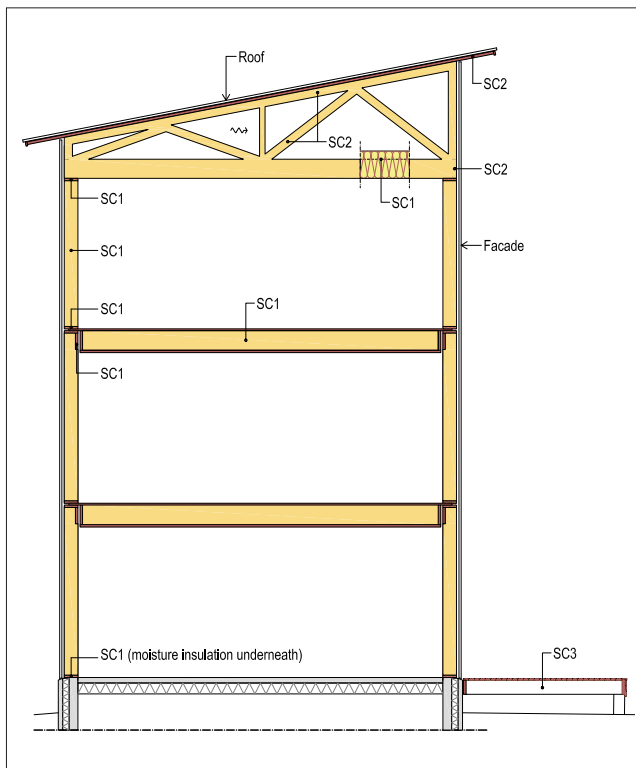 Roof
SC2
SC2
SC2
SC1
SC1
Facade
SC1
SC1
SC1
SC1
SC1 (moisture insulation underneath)
SC3